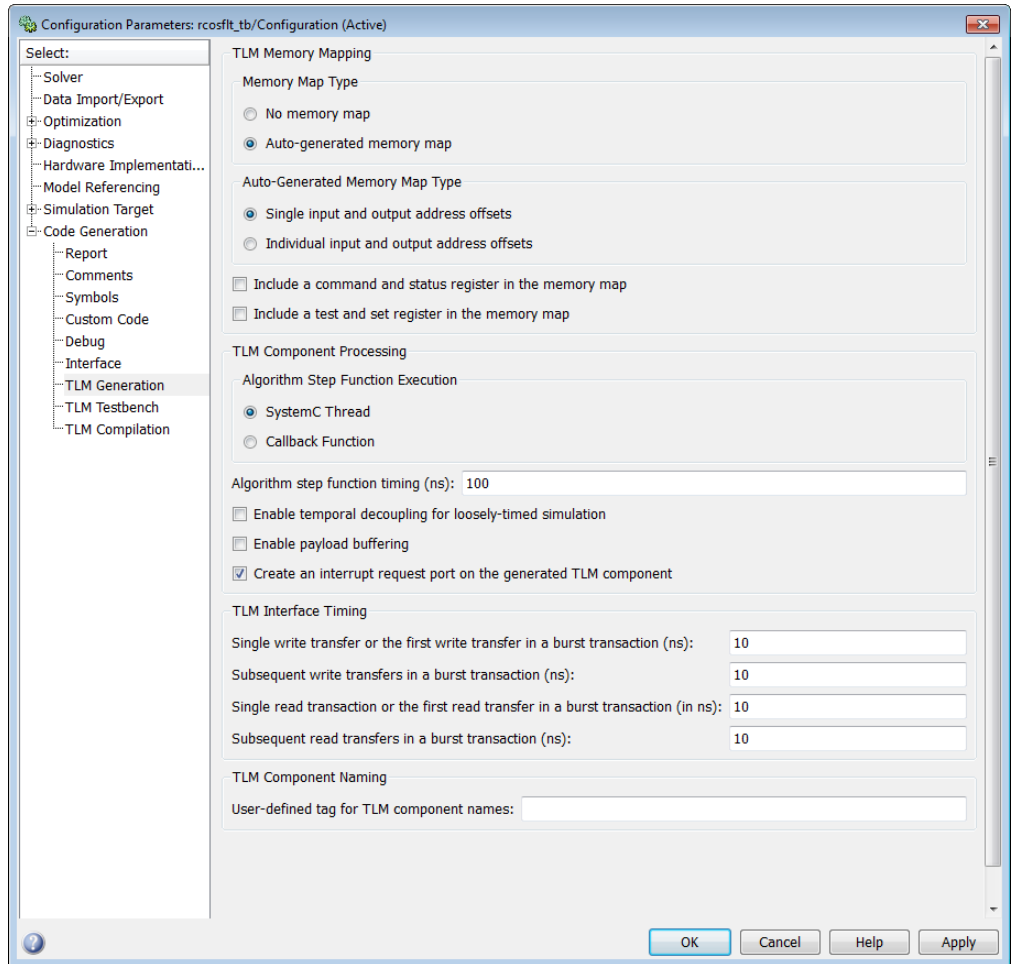 Configuration Parameters: rcosflt_tb/Configuration (Active)
Select:
Solver
Data Import/Export
Optimization
Diagnostics
Hardware Implementati...
Model Referencing
Simulation Target
Code Generation
Report
Comments
Symbols
Custom Code
Debug
Interface
TLM Generation
TLM Testbench
TLM Compilation
TLM Memory Mapping
Memory Map Type
No memory map
Auto-generated memory map
Auto-Generated Memory Map Type
Single input and output address offsets
Individual input and output address offsets
Include a command and status register in the memory map
Include a test and set register in the memory map
TLM Component Processing
Algorithm Step Function Execution
SystemC Thread
Callback Function
Algorithm step function timing (ns): 100
Enable temporal decoupling for loosely-timed simulation
Enable payload buffering
Create an interrupt request port on the generated TLM component
TLM Interface Timing
Single write transfer or the first write transfer in a burst transaction (ns): 10
Subsequent write transfers in a burst transaction (ns): 10
Single read transaction or the first read transfer in a burst transaction (in ns): 10
Subsequent read transfers in a burst transaction (ns): 10
TLM Component Naming
User-defined tag for TLM component names:
OK Cancel Help Apply